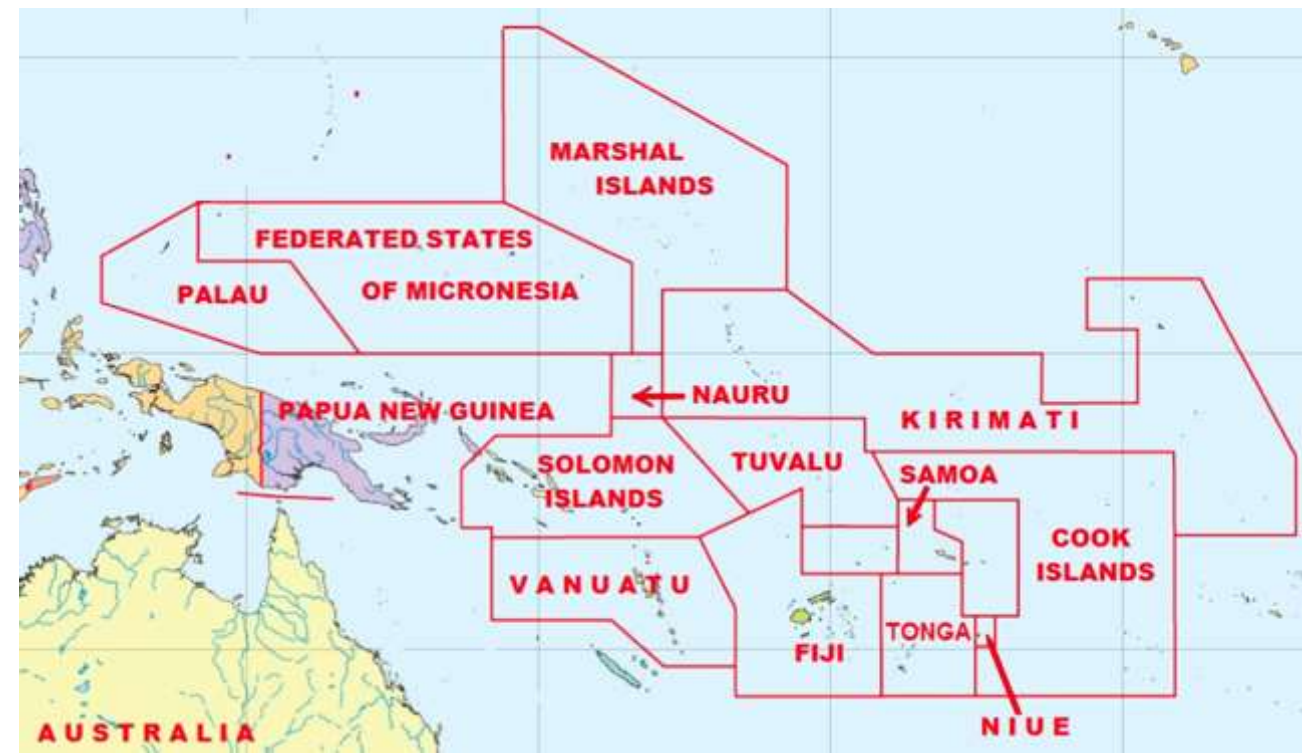 MARSHAL
ISLANDS
FEDERATED STATES
OF MICRONESIA
PALAU
NAURU
PAPUA NEW GUINEA
KIRIMATI
SOLOMON
ISLANDS
TUVALU
SAMOA
COOK
ISLANDS
VANUATU
TONGA
FIJI
NIUE
AUSTRALIA